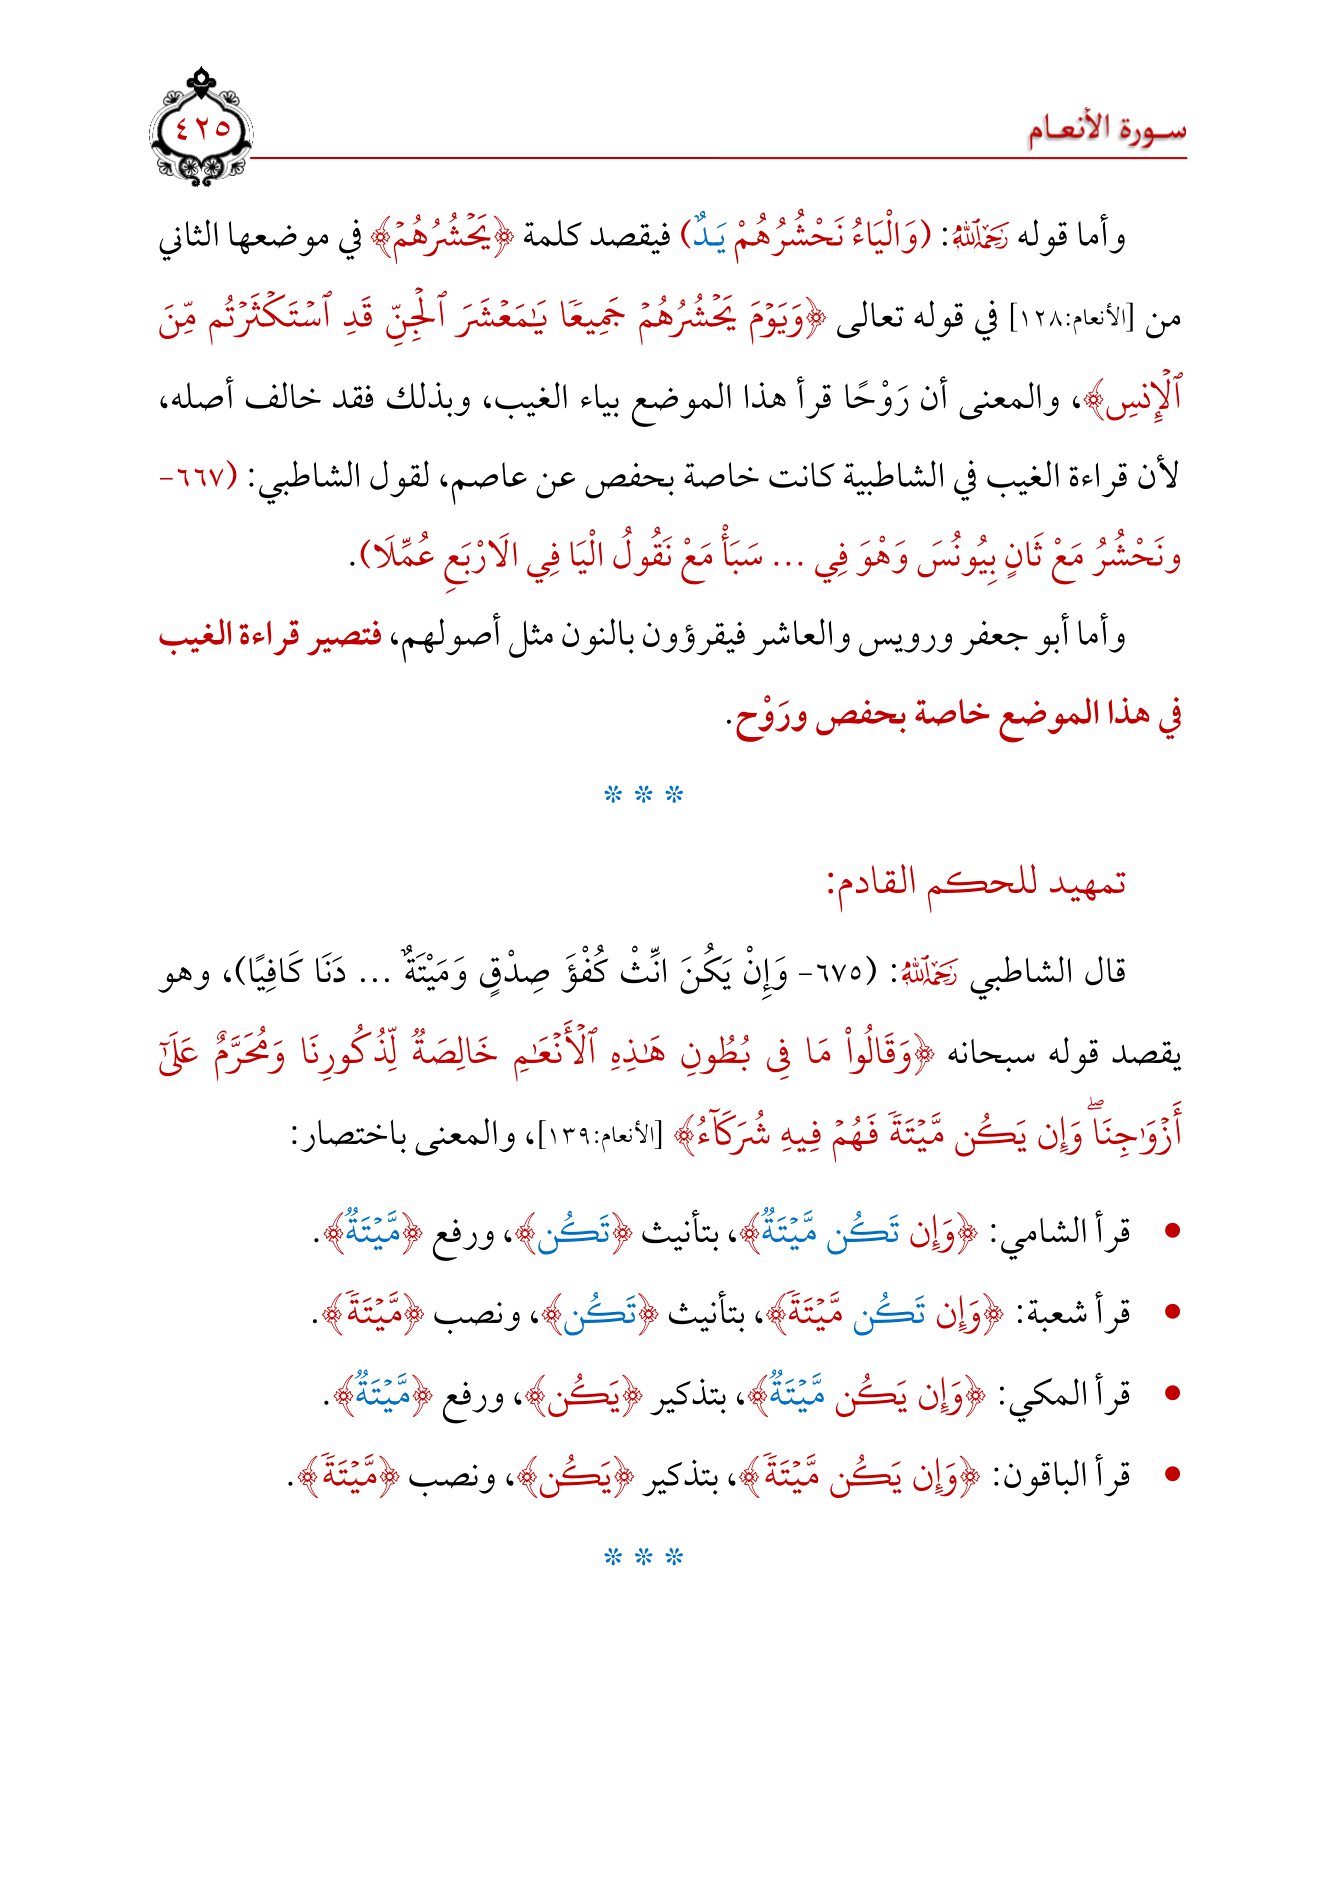 سورة الأنعام
٤٢٥
وأما قوله رَحِمَهُ ٱللَّهُ: (وَالْيَاءُ نَحْشُرُهُمْ يَدٌ) فيقصد كلمة ﴿يَحۡشُرُهُمۡ﴾ في موضعها الثاني
من [الأنعام:١٢٨] في قوله تعالى ﴿وَيَوۡمَ يَحۡشُرُهُمۡ جَمِيعٗا يَٰمَعۡشَرَ ٱلۡجِنِّ قَدِ ٱسۡتَكۡثَرۡتُم مِّنَ
ٱلۡإِنسِ﴾، والمعنى أن رَوْحًا قرأ هذا الموضع بياء الغيب، وبذلك فقد خالف أصله،
لأن قراءة الغيب في الشاطبية كانت خاصة بحفص عن عاصم، لقول الشاطبي: (٦٦٧-
ونَحْشُرُ مَعْ ثَانٍ بِيُونُسَ وَهْوَ فِي ... سَبَأْ مَعْ نَقُولُ الْيَا فِي الَارْبَعِ عُمِّلَا).
وأما أبو جعفر ورويس والعاشر فيقرؤون بالنون مثل أصولهم، فتصير قراءة الغيب
في هذا الموضع خاصة بحفص ورَوْح.
* * *
تمهيد للحكم القادم:
قال الشاطبي رَحِمَهُ ٱللَّهُ: (٦٧٥- وَإِنْ يَكُنَ انِّثْ كُفْؤَ صِدْقٍ وَمَيْتَةٌ ... دَنَا كَافِيًا)، وهو
يقصد قوله سبحانه ﴿وَقَالُواْ مَا فِي بُطُونِ هَٰذِهِ ٱلۡأَنۡعَٰمِ خَالِصَةٞ لِّذُكُورِنَا وَمُحَرَّمٌ عَلَىٰٓ
أَزۡوَٰجِنَاۖ وَإِن يَكُن مَّيۡتَةٗ فَهُمۡ فِيهِ شُرَكَآءُ﴾ [الأنعام:١٣٩]، والمعنى باختصار:
• قرأ الشامي: ﴿وَإِن تَكُن مَّيۡتَةٞ﴾، بتأنيث ﴿تَكُن﴾، ورفع ﴿مَّيۡتَةٞ﴾.
• قرأ شعبة: ﴿وَإِن تَكُن مَّيۡتَةٗ﴾، بتأنيث ﴿تَكُن﴾، ونصب ﴿مَّيۡتَةٗ﴾.
• قرأ المكي: ﴿وَإِن يَكُن مَّيۡتَةٞ﴾، بتذكير ﴿يَكُن﴾، ورفع ﴿مَّيۡتَةٞ﴾.
• قرأ الباقون: ﴿وَإِن يَكُن مَّيۡتَةٗ﴾، بتذكير ﴿يَكُن﴾، ونصب ﴿مَّيۡتَةٗ﴾.
* * *